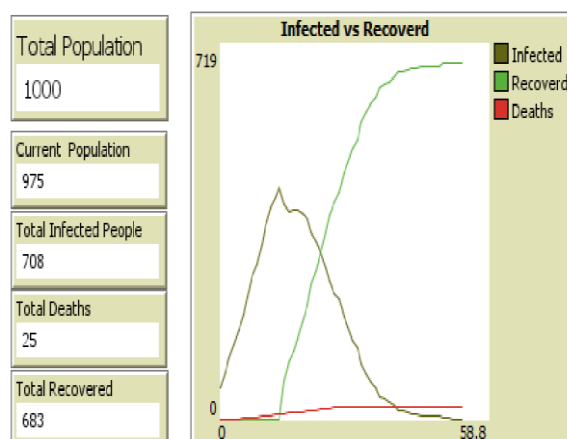 Total Population
1000
Current Population
975
Total Infected People
708
Total Deaths
25
Total Recovered
683
Infected vs Recoverd
719
0
0
58.8
Infected
Recoverd
Deaths